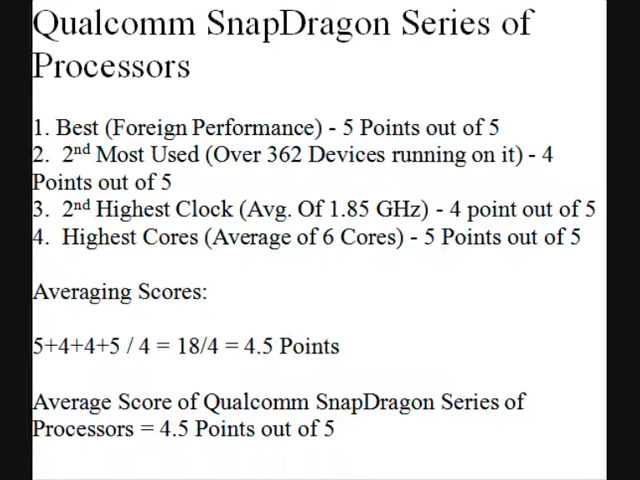 Qualcomm SnapDragon Series of
Processors
1. Best (Foreign Performance) - 5 Points out of 5
2.  2nd Most Used (Over 362 Devices running on it) - 4
Points out of 5
3.  2nd Highest Clock (Avg. Of 1.85 GHz) - 4 point out of 5
4.  Highest Cores (Average of 6 Cores) - 5 Points out of 5
Averaging Scores:
5+4+4+5 / 4 = 18/4 = 4.5 Points
Average Score of Qualcomm SnapDragon Series of
Processors = 4.5 Points out of 5